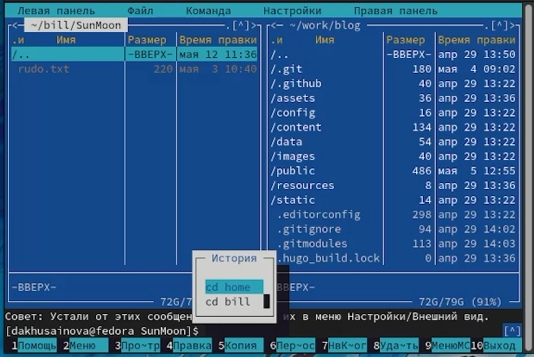 Левая панель Файл Команда Настройки Правая панель
<— ~/bill/SunMoon .[^]>
.и Имя Размер Время правки
/.. -ВВЕРХ- мая 12 11:36
rudo.txt 220 мая 3 10:40
-ВВЕРХ-
72G/7
<— ~/work/blog .[^]>
.и Имя Размер Время правки
/.. -ВВЕРХ- апр 29 13:50
/.git 180 мая 4 09:02
/.github 40 апр 29 13:22
/assets 36 апр 29 13:36
/config 16 апр 29 13:22
/content 134 апр 29 13:22
/data 54 апр 29 13:22
/images 40 апр 29 13:22
/public 486 мая 5 12:55
/resources 8 апр 29 13:36
/static 14 апр 29 13:22
.editorconfig 298 апр 29 13:22
.gitignore 94 апр 29 14:02
.gitmodules 113 апр 29 14:03
.hugo_build.lock 0 апр 29 13:36
-ВВЕРХ-
72G/79G (91%)
История
cd home
cd bill
Совет: Устали от этих сообщен их в меню Настройки/Внешний вид.
[dakhusainova@fedora SunMoon]$ [^]
1Помощь 2Меню 3Про~тр 4Правка 5Копия 6Пер~ос 7НвК~ог 8Уда~ть 9МенюМС 10Выход